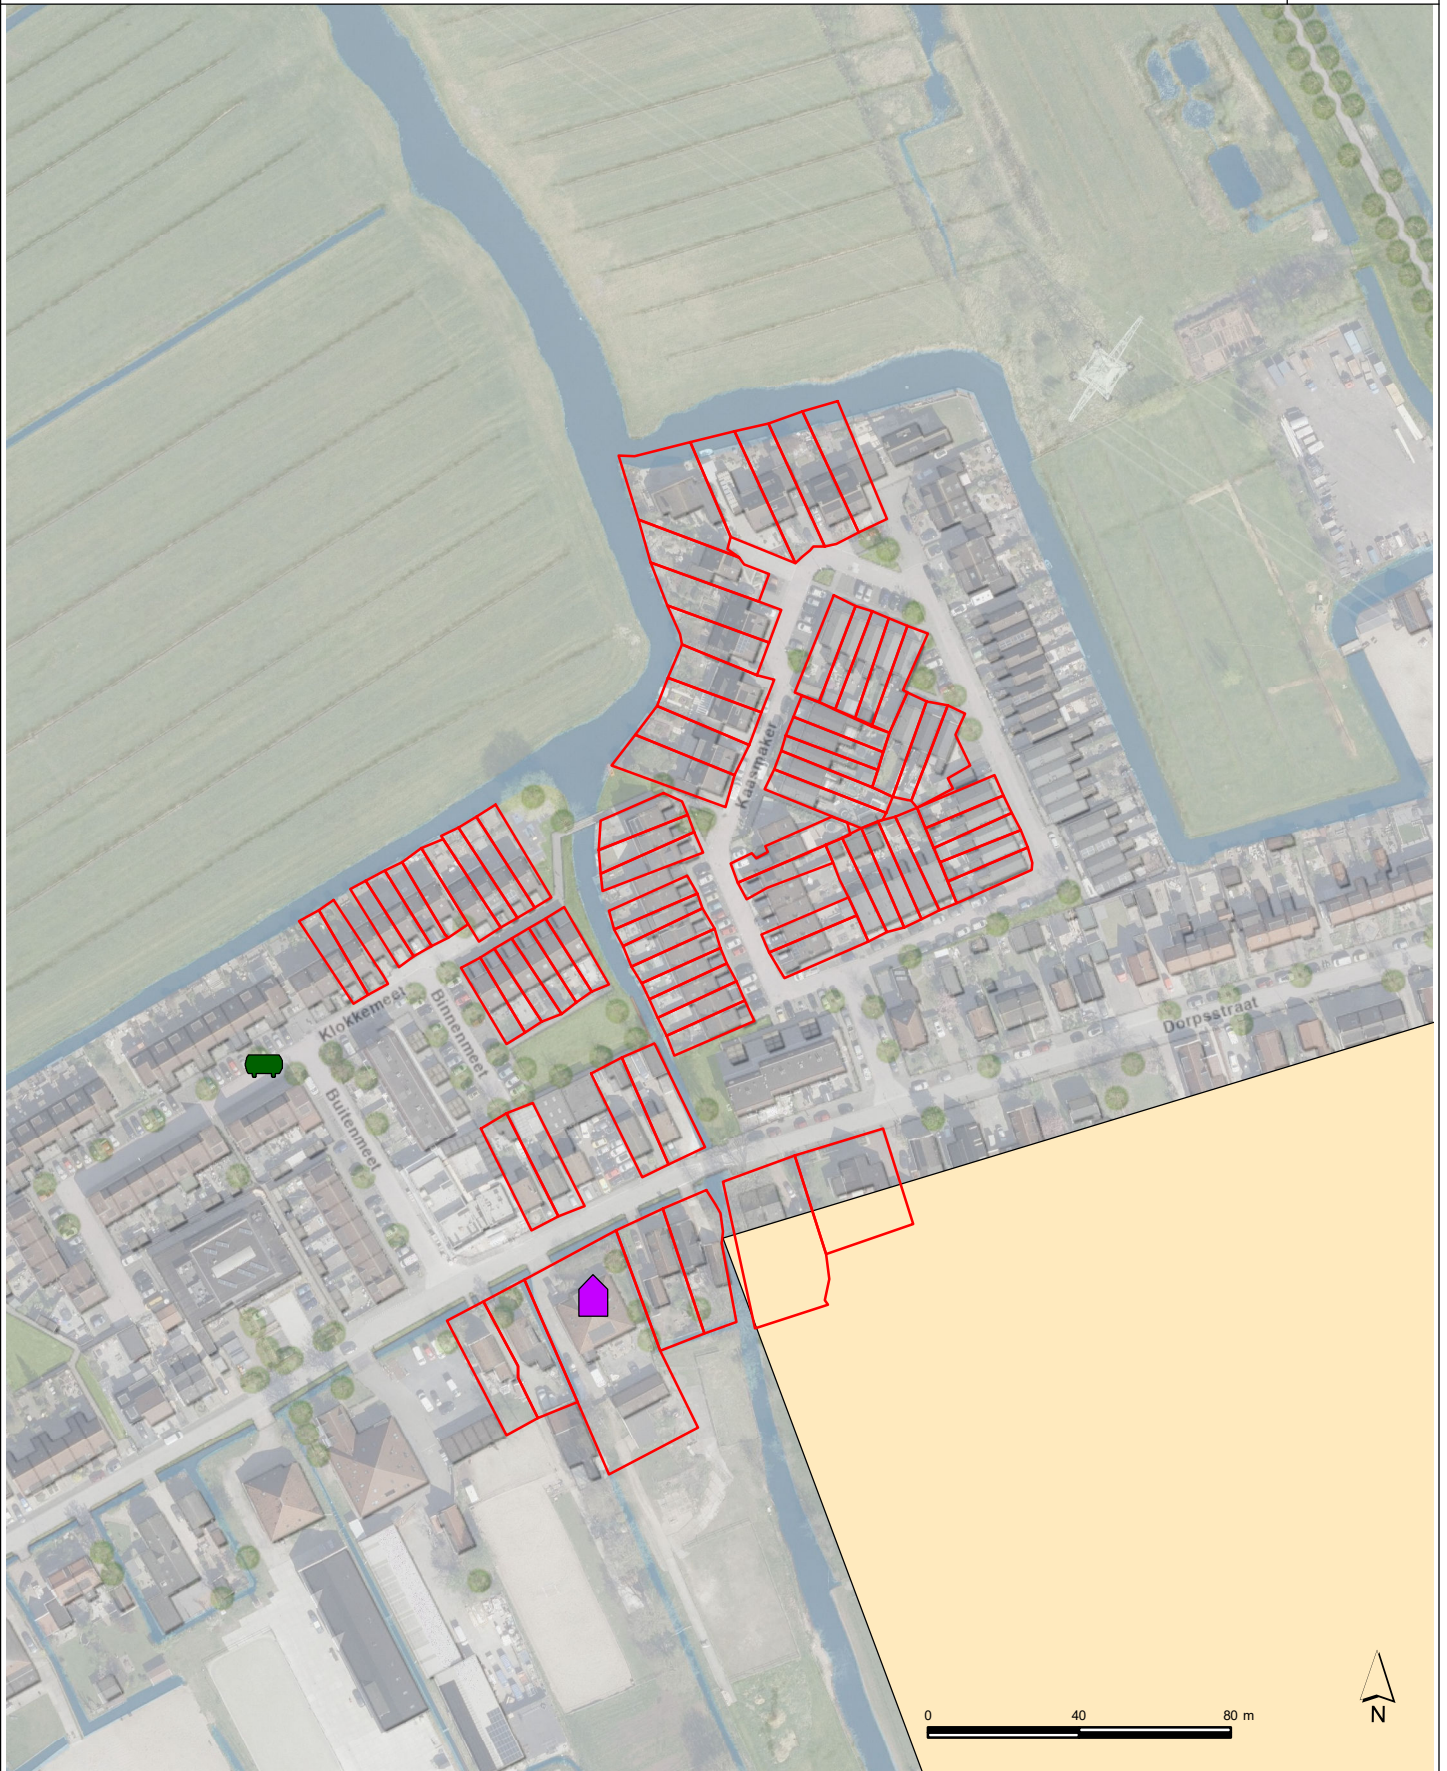 Kaasmaker
Klokkemeet
Binnenmeet
Buitenmeet
Dorpsstraat
0 40 80 m
N